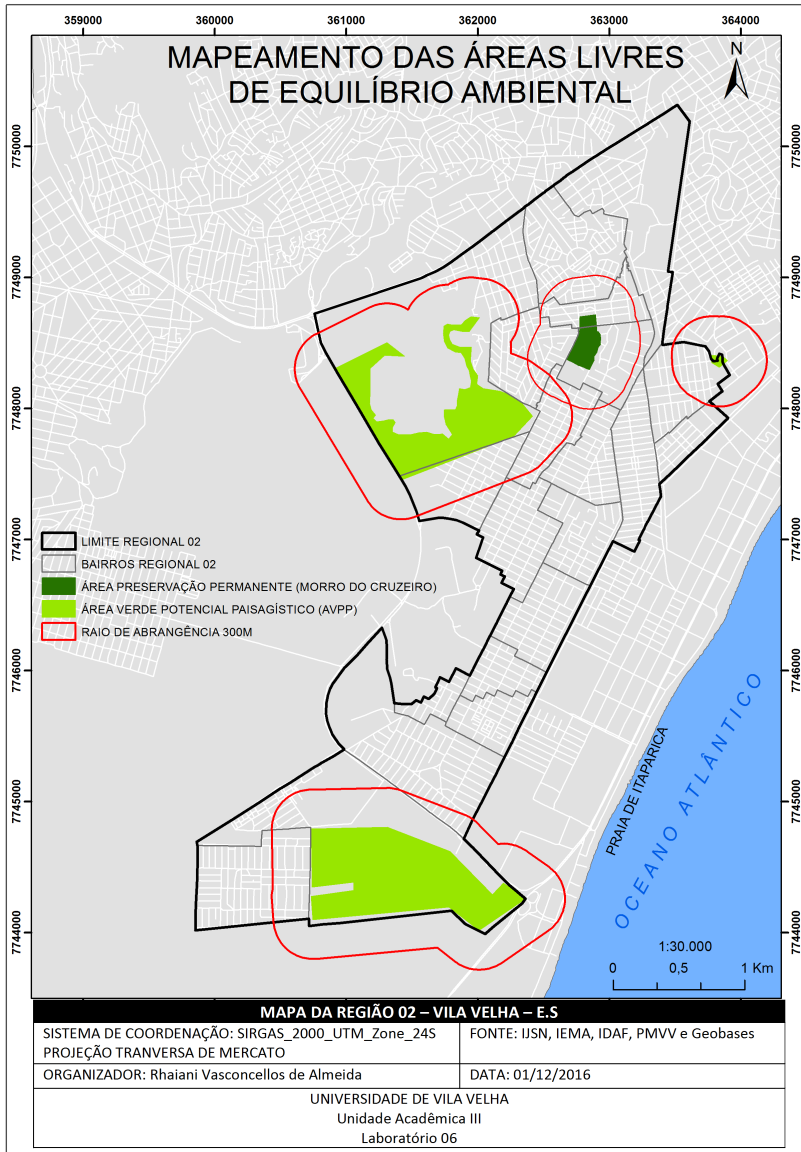 359000 360000 361000 362000 363000 364000
MAPEAMENTO DAS ÁREAS LIVRES
DE EQUILÍBRIO AMBIENTAL
N
7750000 7750000
7749000 7749000
7748000 7748000
7747000 7747000
LIMITE REGIONAL 02
BAIRROS REGIONAL 02
ÁREA PRESERVAÇÃO PERMANENTE (MORRO DO CRUZEIRO)
ÁREA VERDE POTENCIAL PAISAGÍSTICO (AVPP)
RAIO DE ABRANGÊNCIA 300M
7746000 7746000
PRAIA DE ITAPARICA
OCEANO ATLÂNTICO
7745000 7745000
7744000 7744000
1:30.000
0 0,5 1 Km
MAPA DA REGIÃO 02 – VILA VELHA – E.S
SISTEMA DE COORDENAÇÃO: SIRGAS_2000_UTM_Zone_24S
PROJEÇÃO TRANVERSA DE MERCATO
FONTE: IJSN, IEMA, IDAF, PMVV e Geobases
ORGANIZADOR: Rhaiani Vasconcellos de Almeida
DATA: 01/12/2016
UNIVERSIDADE DE VILA VELHA
Unidade Acadêmica III
Laboratório 06